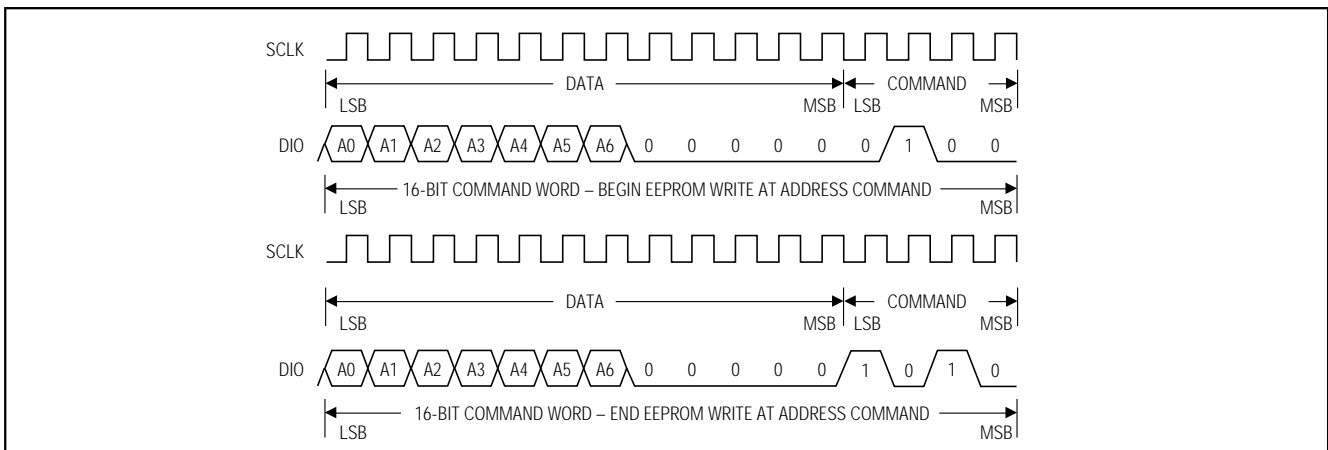 SCLK
DATA COMMAND
LSB MSB LSB MSB
DIO A0 A1 A2 A3 A4 A5 A6 0 0 0 0 0 0 1 0 0
16-BIT COMMAND WORD – BEGIN EEPROM WRITE AT ADDRESS COMMAND
LSB MSB
SCLK
DATA COMMAND
LSB MSB LSB MSB
DIO A0 A1 A2 A3 A4 A5 A6 0 0 0 0 0 1 0 1 0
16-BIT COMMAND WORD – END EEPROM WRITE AT ADDRESS COMMAND
LSB MSB